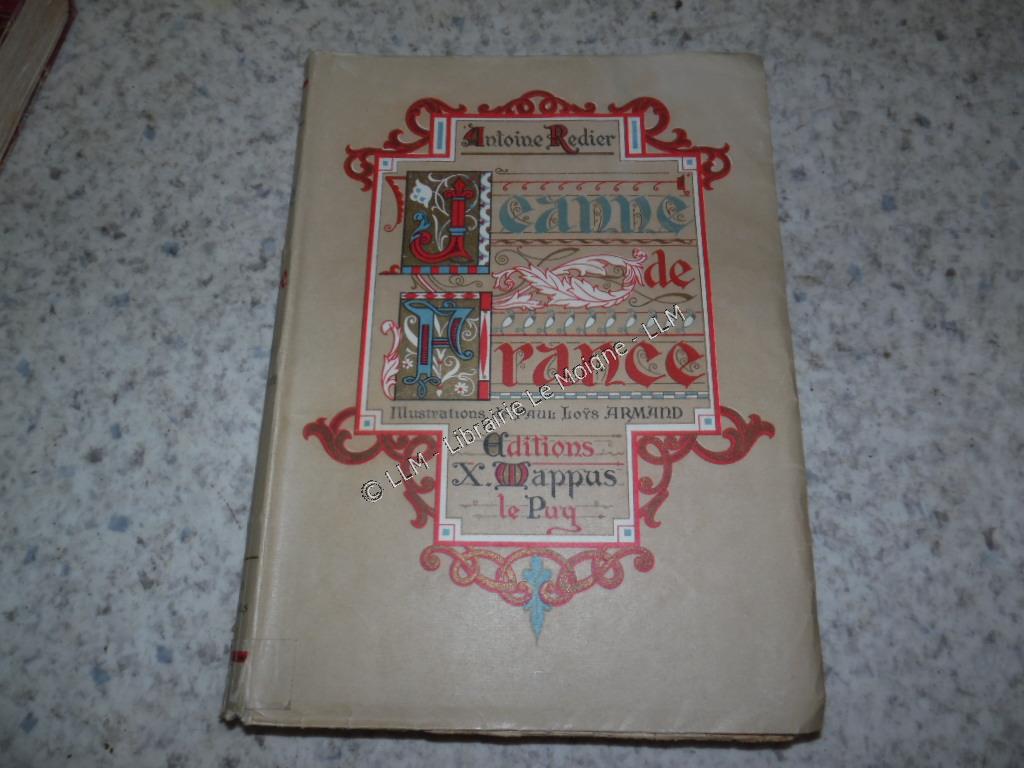 Antoine Redier
Jeanne
de
France
Illustrations de Paul Loÿs ARMAND
Editions
X. Mappus
le Puy
© LLM - Librairie Le Moigne - LLM